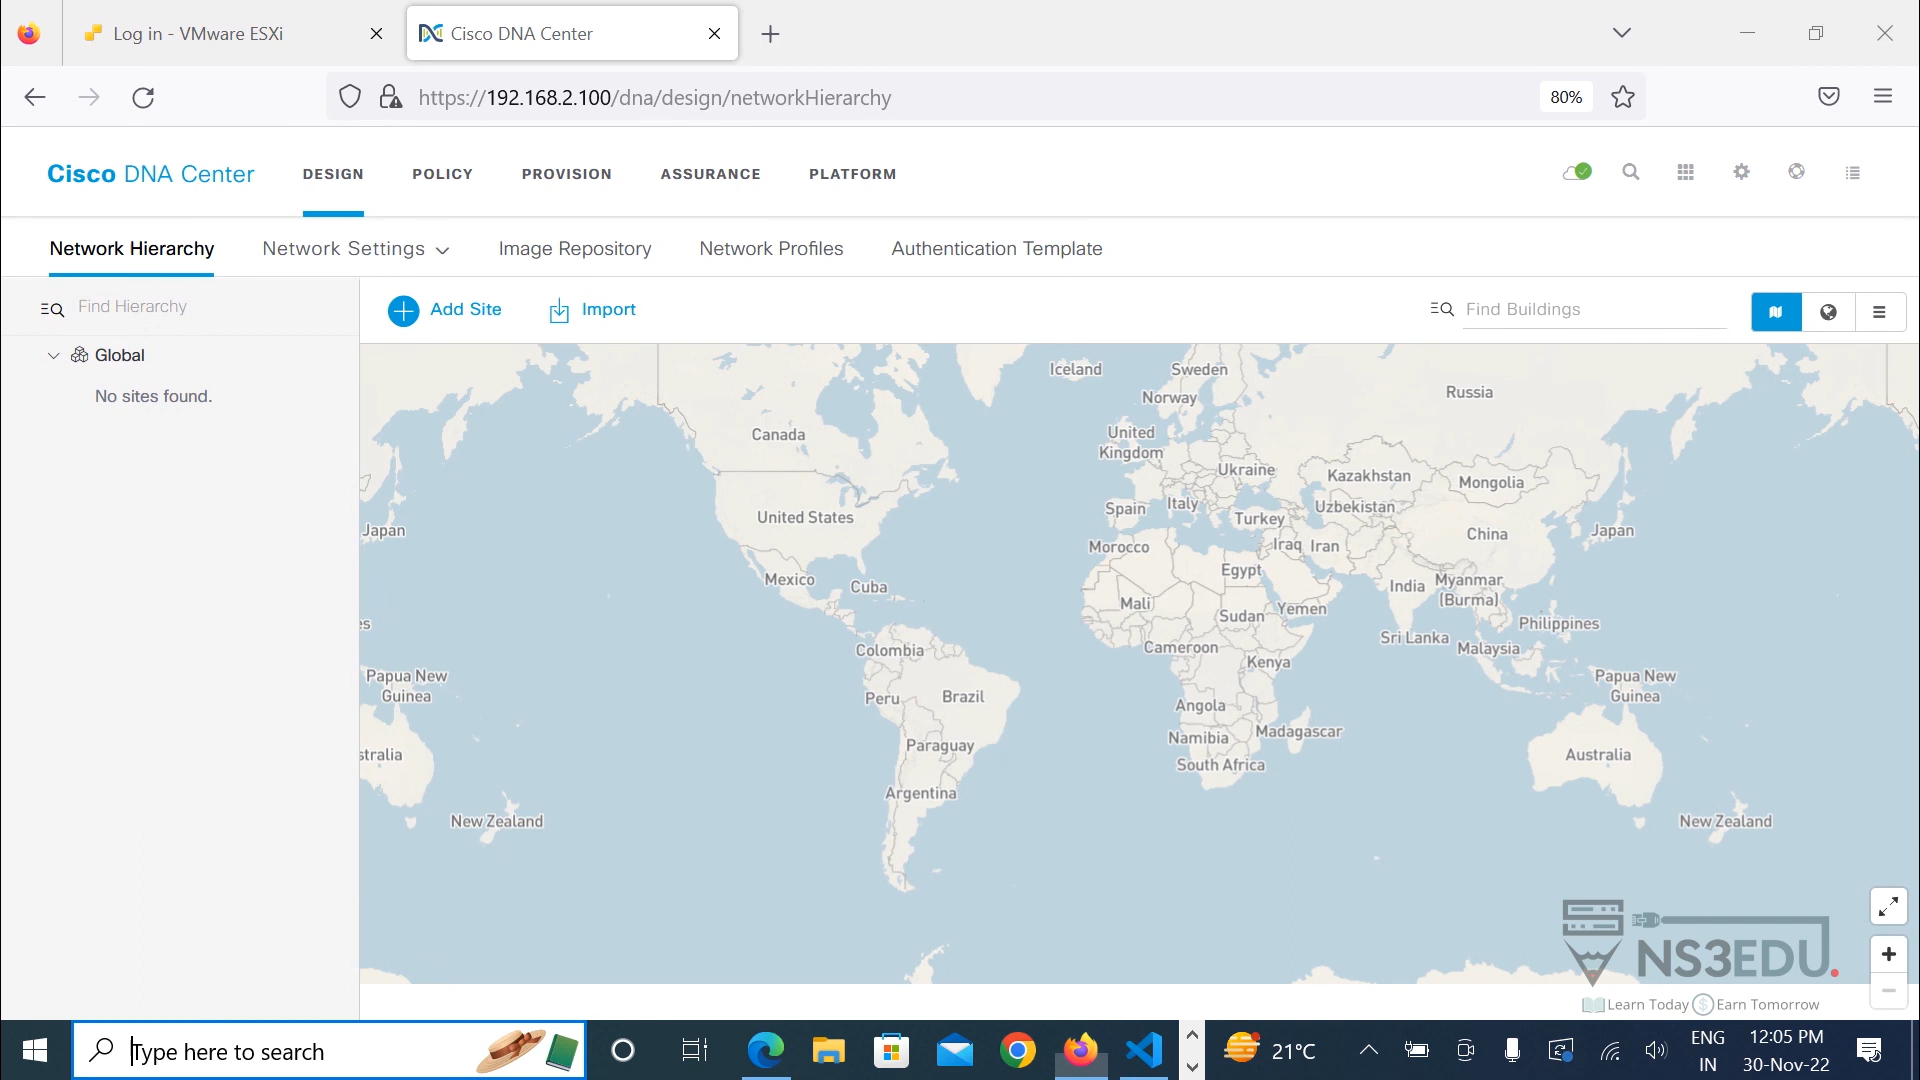 Log in - VMware ESXi
Cisco DNA Center
https://192.168.2.100/dna/design/networkHierarchy
80%
Cisco DNA Center
DESIGN
POLICY
PROVISION
ASSURANCE
PLATFORM
Network Hierarchy
Network Settings
Image Repository
Network Profiles
Authentication Template
Find Hierarchy
Global
No sites found.
Add Site
Import
Find Buildings
Iceland
Sweden
Norway
Russia
Canada
United
Kingdom
Ukraine
Kazakhstan
Mongolia
United States
Spain
Italy
Turkey
Uzbekistan
China
Japan
Japan
Morocco
Iraq
Iran
Mexico
Cuba
Egypt
India
Myanmar
(Burma)
Mali
Sudan
Yemen
es
Philippines
Sri Lanka
Malaysia
Colombia
Cameroon
Kenya
Papua New
Guinea
Peru
Brazil
Angola
Papua New
Guinea
Paraguay
Namibia
Madagascar
stralia
South Africa
Australia
Argentina
New Zealand
New Zealand
NS3EDU.
Learn Today $ Earn Tomorrow
Type here to search
21°C
ENG
IN
12:05 PM
30-Nov-22